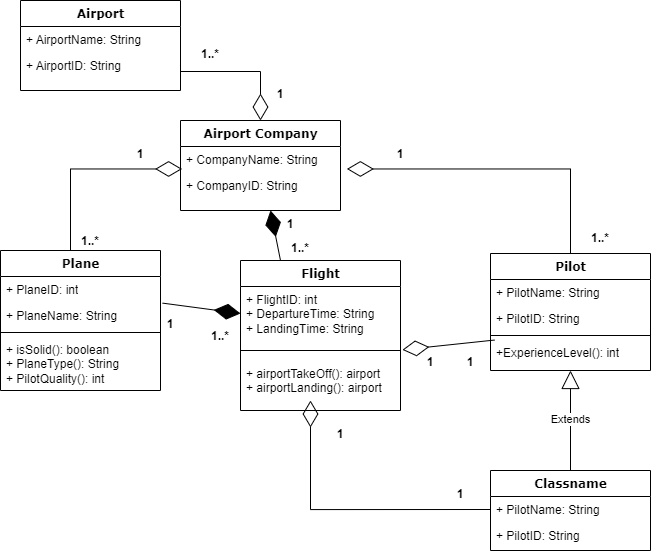 Airport
+ AirportName: String
+ AirportID: String
1..*
1
Airport Company
+ CompanyName: String
+ CompanyID: String
1
1
1
1..*
1..*
1..*
Plane
+ PlaneID: int
+ PlaneName: String
+ isSolid(): boolean
+ PlaneType(): String
+ PilotQuality(): int
1
1..*
Flight
+ FlightID: int
+ DepartureTime: String
+ LandingTime: String
+ airportTakeOff(): airport
+ airportLanding(): airport
1
1
Pilot
+ PilotName: String
+ PilotID: String
+ExperienceLevel(): int
Extends
1
1
Classname
+ PilotName: String
+ PilotID: String